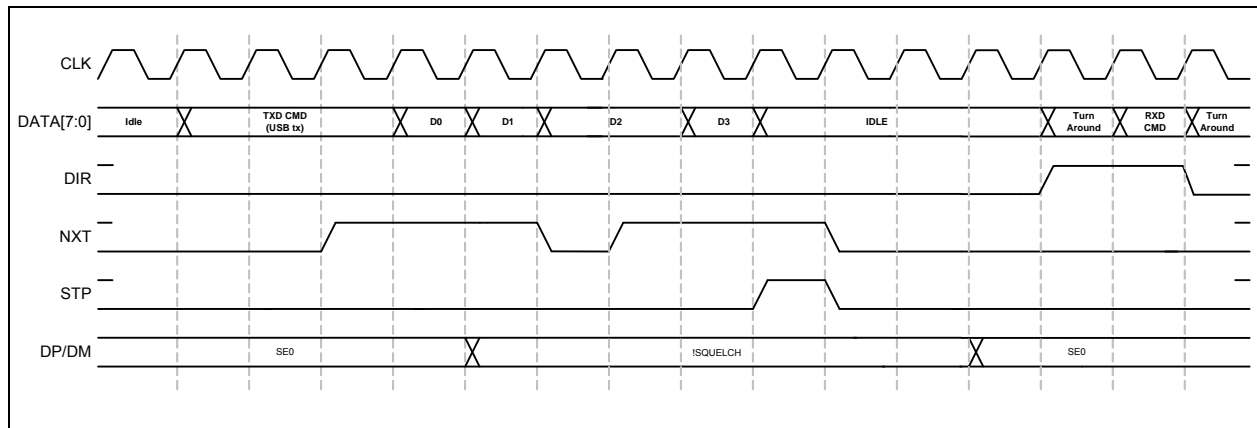 CLK
DATA[7:0]
Idle
TXD CMD
(USB tx)
D0
D1
D2
D3
IDLE
Turn
Around
RXD
CMD
Turn
Around
DIR
NXT
STP
DP/DM
SE0
!SQUELCH
SE0